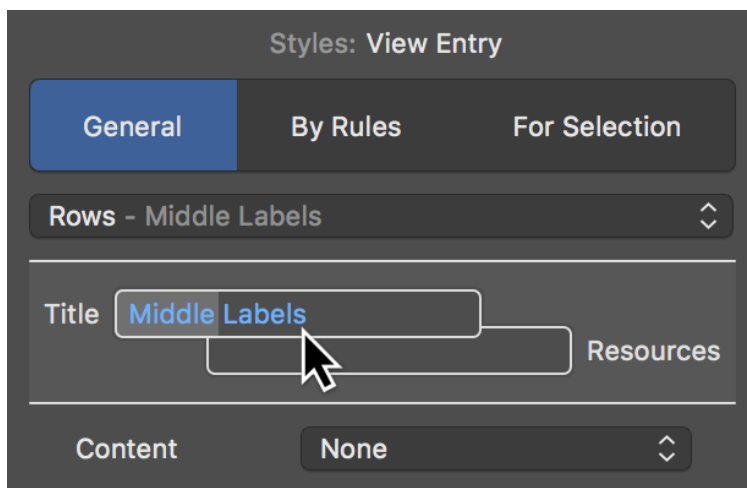 Styles: View Entry
General By Rules For Selection
Rows - Middle Labels
Title Middle Labels
Resources
Content None